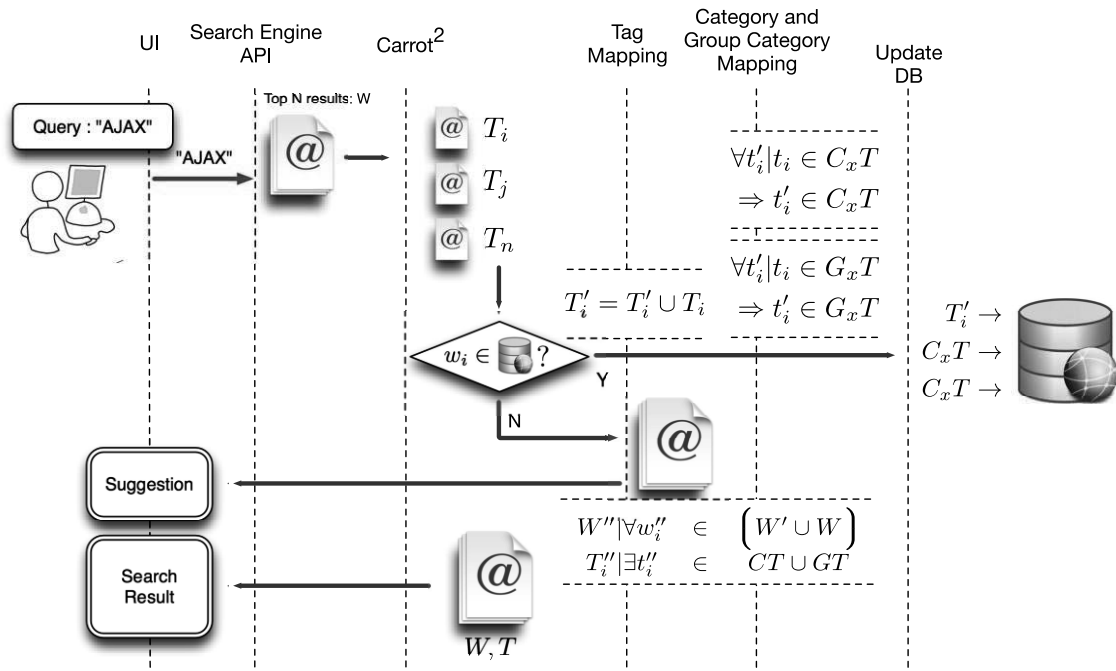 UI
Search Engine
API
Carrot²
Tag
Mapping
Category and
Group Category
Mapping
Update
DB
Query : "AJAX"
"AJAX"
Top N results: W
@
@ T_i
@ T_j
@ T_n
w_i ∈ ?
Y
N
T'_i = T'_i ∪ T_i
∀t'_i|t_i ∈ C_xT
⇒ t'_i ∈ C_xT
∀t'_i|t_i ∈ G_xT
⇒ t'_i ∈ G_xT
T'_i →
C_xT →
C_xT →
@
Suggestion
W''|∀w''_i ∈ (W' ∪ W)
T''_i|∃t''_i ∈ CT ∪ GT
Search
Result
@
W, T